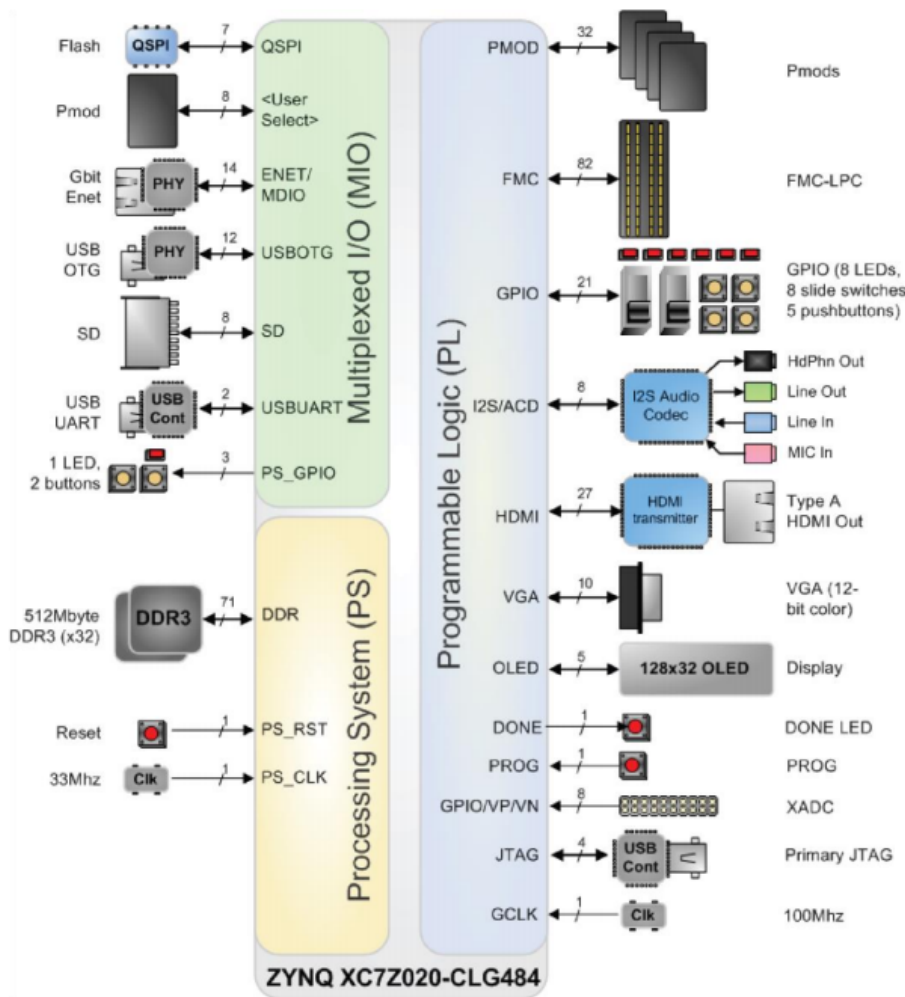 Flash
QSPI
7
QSPI
Pmod
8
<User
Select>
Gbit
Enet
PHY
14
ENET/
MDIO
USB
OTG
PHY
12
USBOTG
SD
8
SD
USB
UART
USB
Cont
2
USBUART
1 LED,
2 buttons
3
PS_GPIO
Multiplexed I/O (MIO)
512Mbyte
DDR3 (x32)
DDR3
71
DDR
Reset
1
PS_RST
33Mhz
Clk
1
PS_CLK
Processing System (PS)
Programmable Logic (PL)
PMOD
32
Pmods
FMC
82
FMC-LPC
GPIO
21
GPIO (8 LEDs,
8 slide switches
5 pushbuttons)
I2S/ACD
8
I2S Audio
Codec
HdPhn Out
Line Out
Line In
MIC In
HDMI
27
HDMI
transmitter
Type A
HDMI Out
VGA
10
VGA (12-
bit color)
OLED
5
128x32 OLED
Display
DONE
1
DONE LED
PROG
1
PROG
GPIO/VP/VN
8
XADC
JTAG
4
USB
Cont
Primary JTAG
GCLK
1
Clk
100Mhz
ZYNQ XC7Z020-CLG484